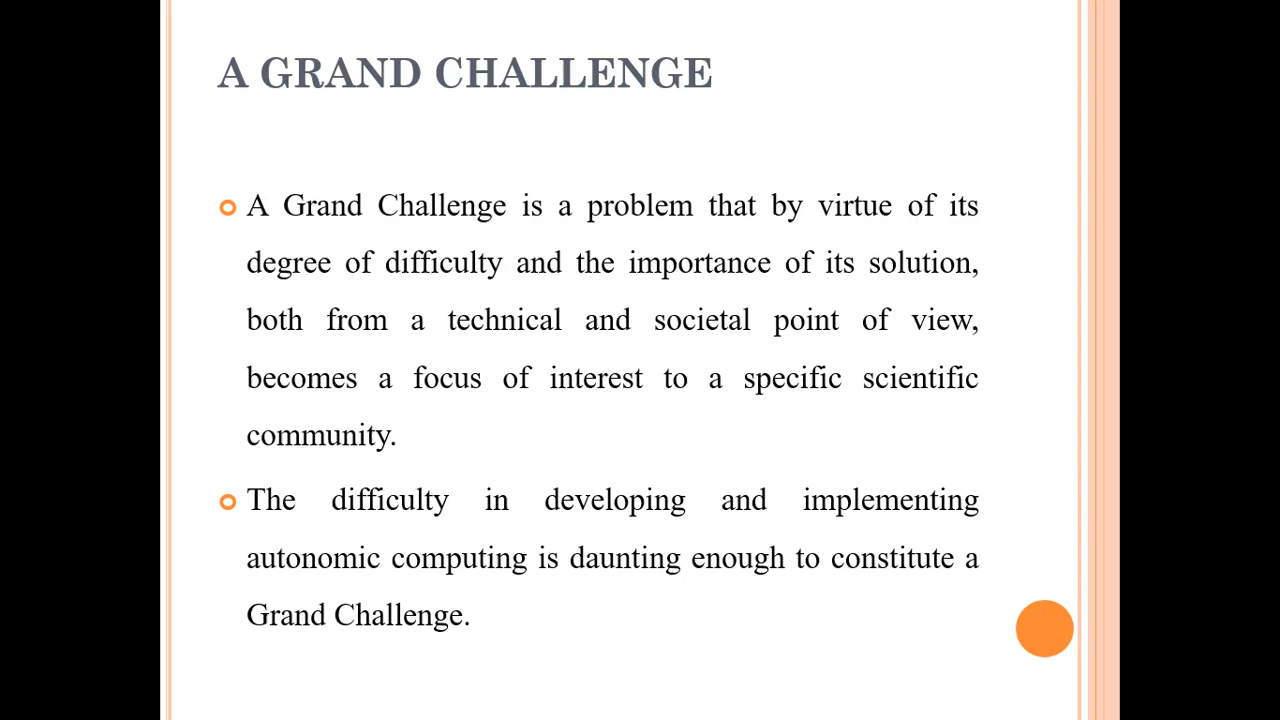 A GRAND CHALLENGE
A Grand Challenge is a problem that by virtue of its
degree of difficulty and the importance of its solution,
both from a technical and societal point of view,
becomes a focus of interest to a specific scientific
community.
The difficulty in developing and implementing
autonomic computing is daunting enough to constitute a
Grand Challenge.